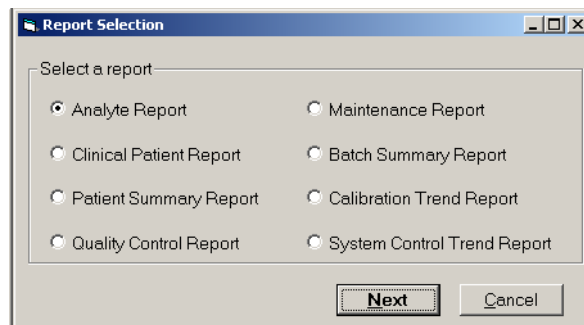 Report Selection
Select a report
Analyte Report
Maintenance Report
Clinical Patient Report
Batch Summary Report
Patient Summary Report
Calibration Trend Report
Quality Control Report
System Control Trend Report
Next
Cancel